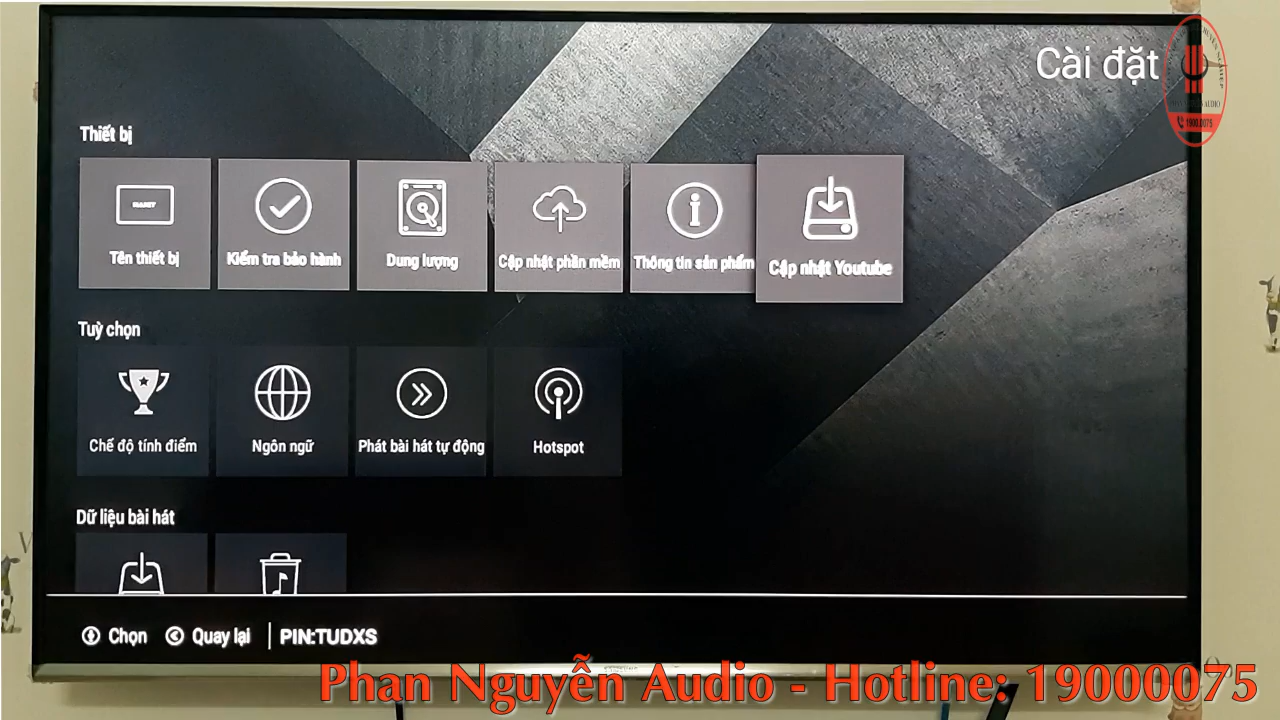 Cài đặt
1900.0075
Thiết bị
Tên thiết bị
Kiểm tra bảo hành
Dung lượng
Cập nhật phần mềm
Thông tin sản phẩm
Cập nhật Youtube
Tuỳ chọn
Chế độ tính điểm
Ngôn ngữ
Phát bài hát tự động
Hotspot
Dữ liệu bài hát
Chọn
Quay lại
PIN:TUDXS
Phan Nguyễn Audio - Hotline: 19000075